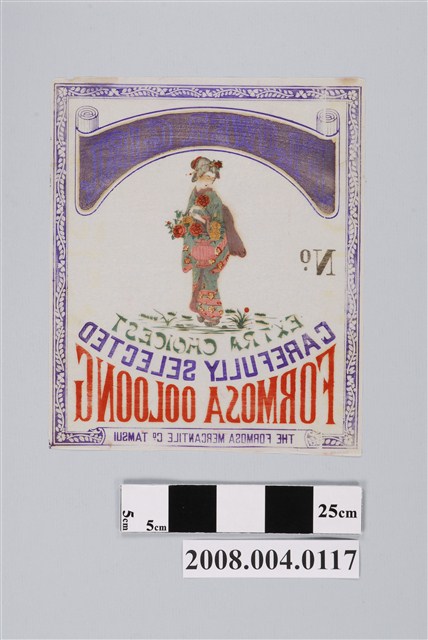 No.
EXTRA CHOICEST
CAREFULLY SELECTED
FORMOSA OOLOONG
THE FORMOSA MERCANTILE Co TAMSUI
5cm
5cm
25cm
2008.004.0117